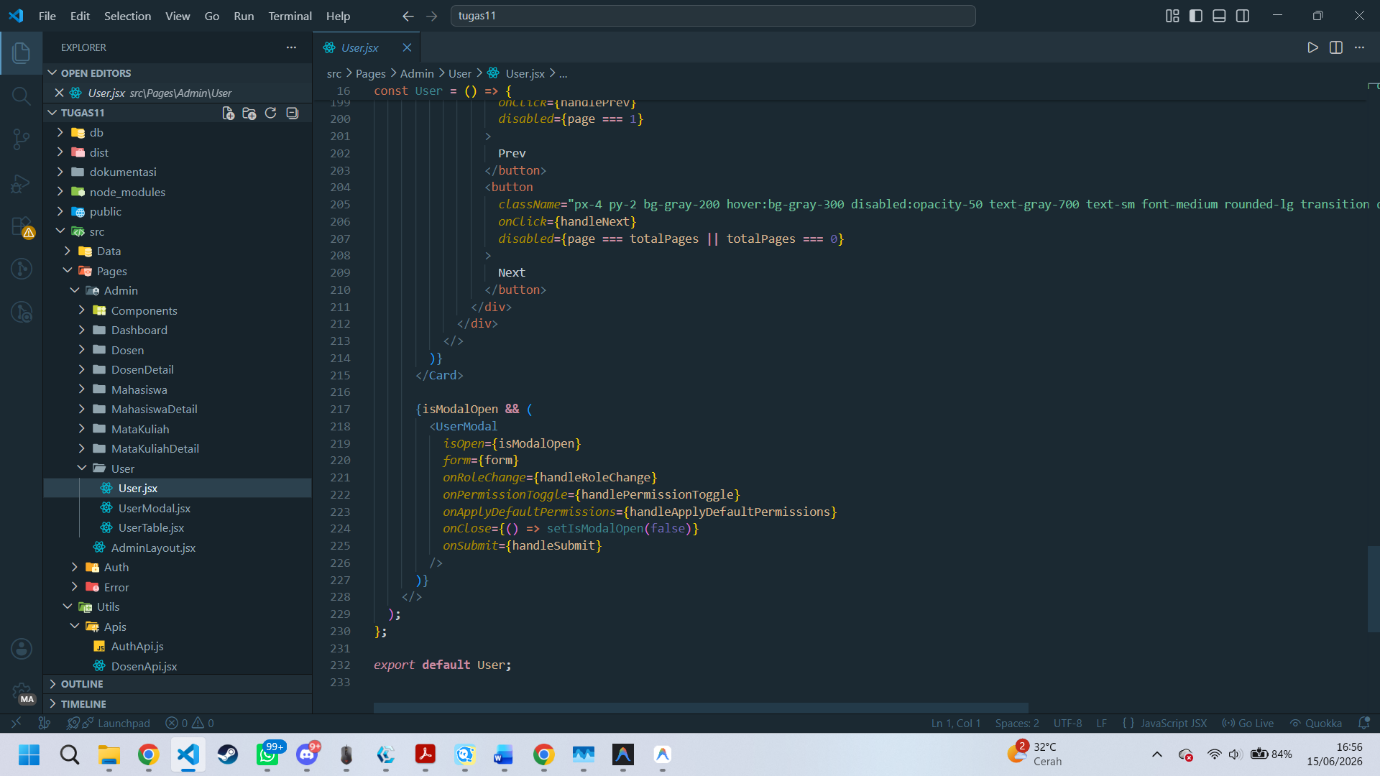 File Edit Selection View Go Run Terminal Help
tugas11
EXPLORER
OPEN EDITORS
User.jsx src\Pages\Admin\User
TUGAS11
db
dist
dokumentasi
node_modules
public
src
Data
Pages
Admin
Components
Dashboard
Dosen
DosenDetail
Mahasiswa
MahasiswaDetail
MataKuliah
MataKuliahDetail
User
User.jsx
UserModal.jsx
UserTable.jsx
AdminLayout.jsx
Auth
Error
Utils
Apis
AuthApi.js
DosenApi.jsx
OUTLINE
TIMELINE
User.jsx
src > Pages > Admin > User > User.jsx > ...
16 const User = () => {
199 onClick={handlePrev}
200 disabled={page === 1}
201 >
202 Prev
203 </button>
204 <button
205 className="px-4 py-2 bg-gray-200 hover:bg-gray-300 disabled:opacity-50 text-gray-700 text-sm font-medium rounded-lg transition
206 onClick={handleNext}
207 disabled={page === totalPages || totalPages === 0}
208 >
209 Next
210 </button>
211 </div>
212 </div>
213 </>
214 )}
215 </Card>
216
217 {isModalOpen && (
218 <UserModal
219 isOpen={isModalOpen}
220 form={form}
221 onRoleChange={handleRoleChange}
222 onPermissionToggle={handlePermissionToggle}
223 onApplyDefaultPermissions={handleApplyDefaultPermissions}
224 onClose={() => setIsModalOpen(false)}
225 onSubmit={handleSubmit}
226 />
227 )}
228 </>
229 );
230 };
231
232 export default User;
233
MA
Launchpad 0 0 Ln 1, Col 1 Spaces: 2 UTF-8 LF { } JavaScript JSX Go Live Quokka
99+ 9+
2 32°C
Cerah
84%
16:56
15/06/2026